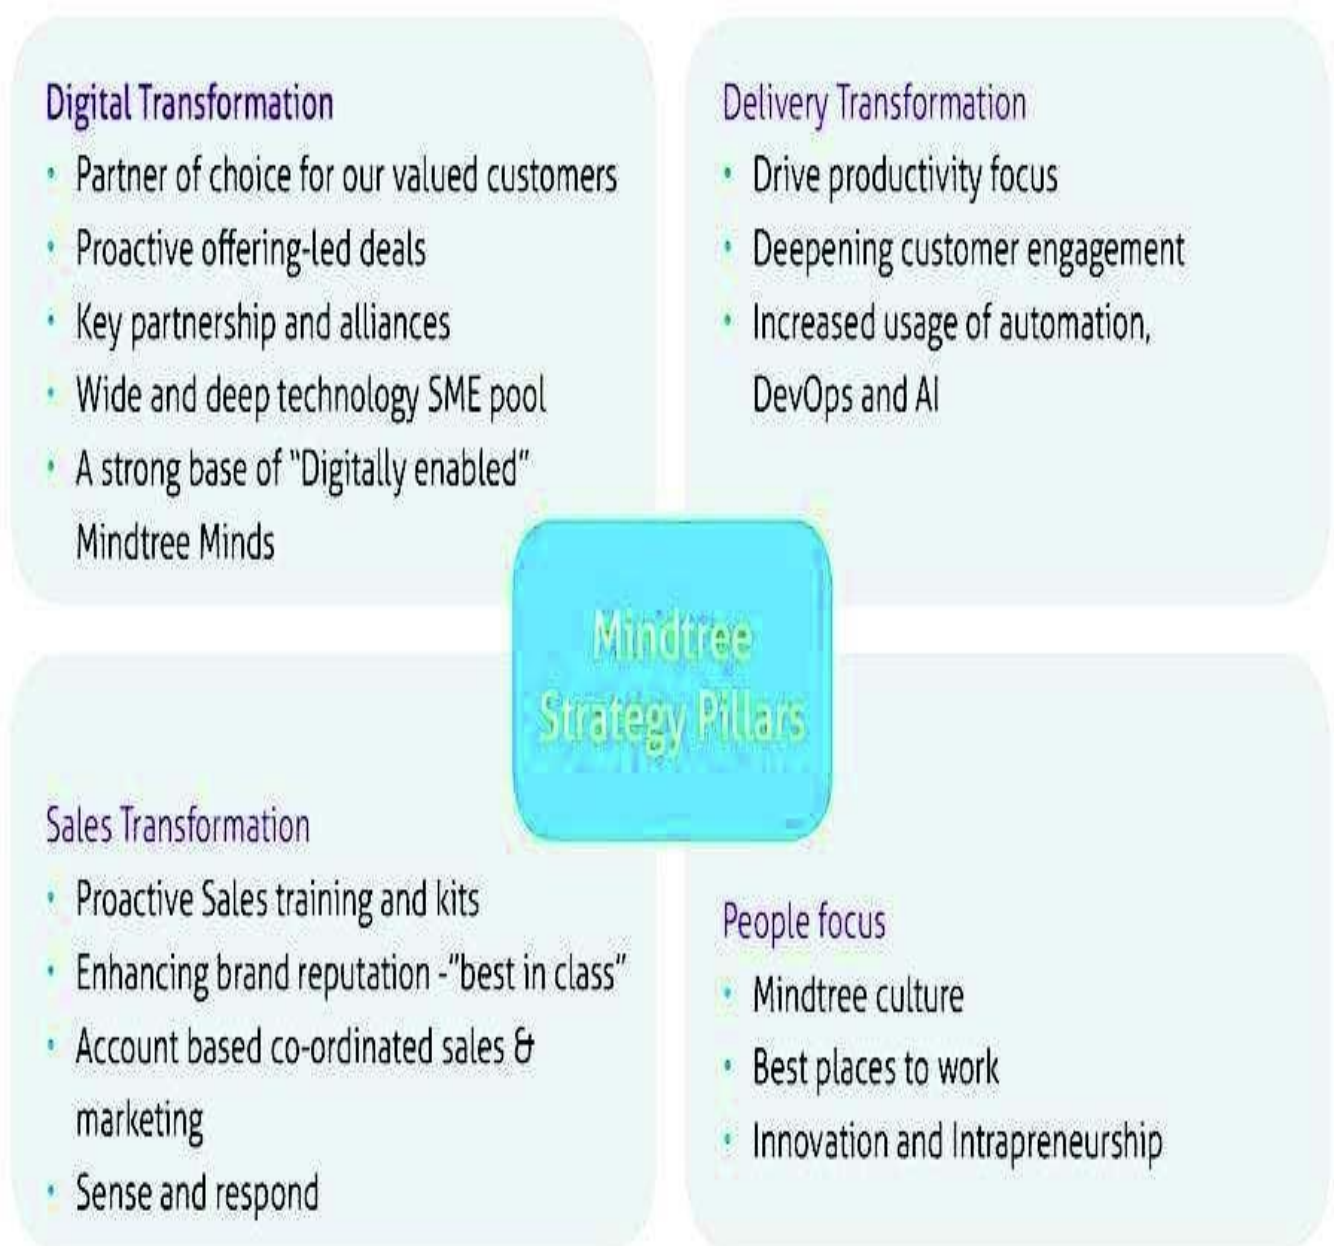 Digital Transformation
• Partner of choice for our valued customers
• Proactive offering-led deals
• Key partnership and alliances
• Wide and deep technology SME pool
• A strong base of “Digitally enabled”
Mindtree Minds
Delivery Transformation
• Drive productivity focus
• Deepening customer engagement
• Increased usage of automation,
DevOps and AI
Mindtree
Strategy Pillars
Sales Transformation
• Proactive Sales training and kits
• Enhancing brand reputation -”best in class”
• Account based co-ordinated sales &
marketing
• Sense and respond
People focus
• Mindtree culture
• Best places to work
• Innovation and Intrapreneurship